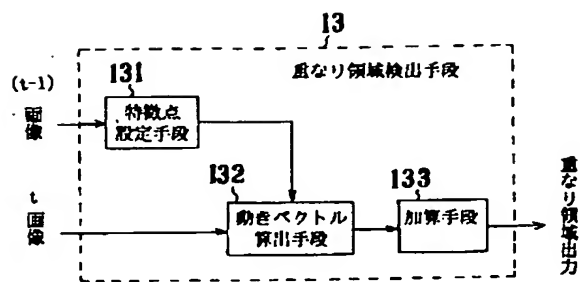 13
重なり領域検出手段
(t-1)
画像
131
特徴点
設定手段
t
画像
132
動きベクトル
算出手段
133
加算手段
重なり領域出力